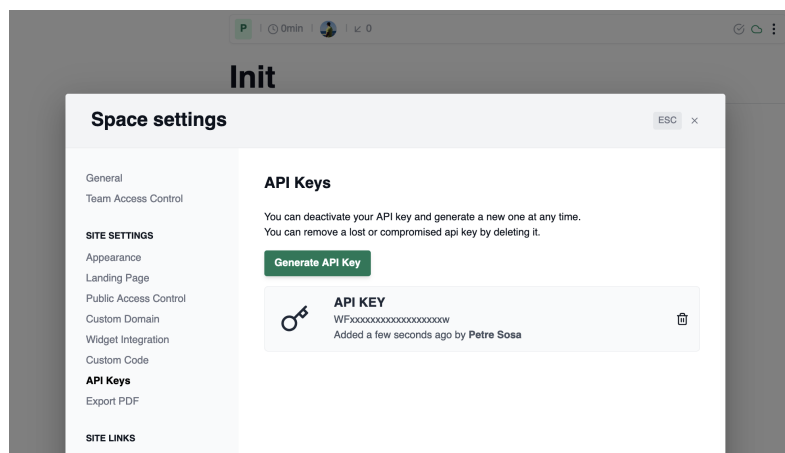 P 0min 0
Init
Space settings
ESC ×
General
Team Access Control
SITE SETTINGS
Appearance
Landing Page
Public Access Control
Custom Domain
Widget Integration
Custom Code
API Keys
Export PDF
SITE LINKS
API Keys
You can deactivate your API key and generate a new one at any time.
You can remove a lost or compromised api key by deleting it.
Generate API Key
API KEY
WFxxxxxxxxxxxxxxxxxxw
Added a few seconds ago by Petre Sosa